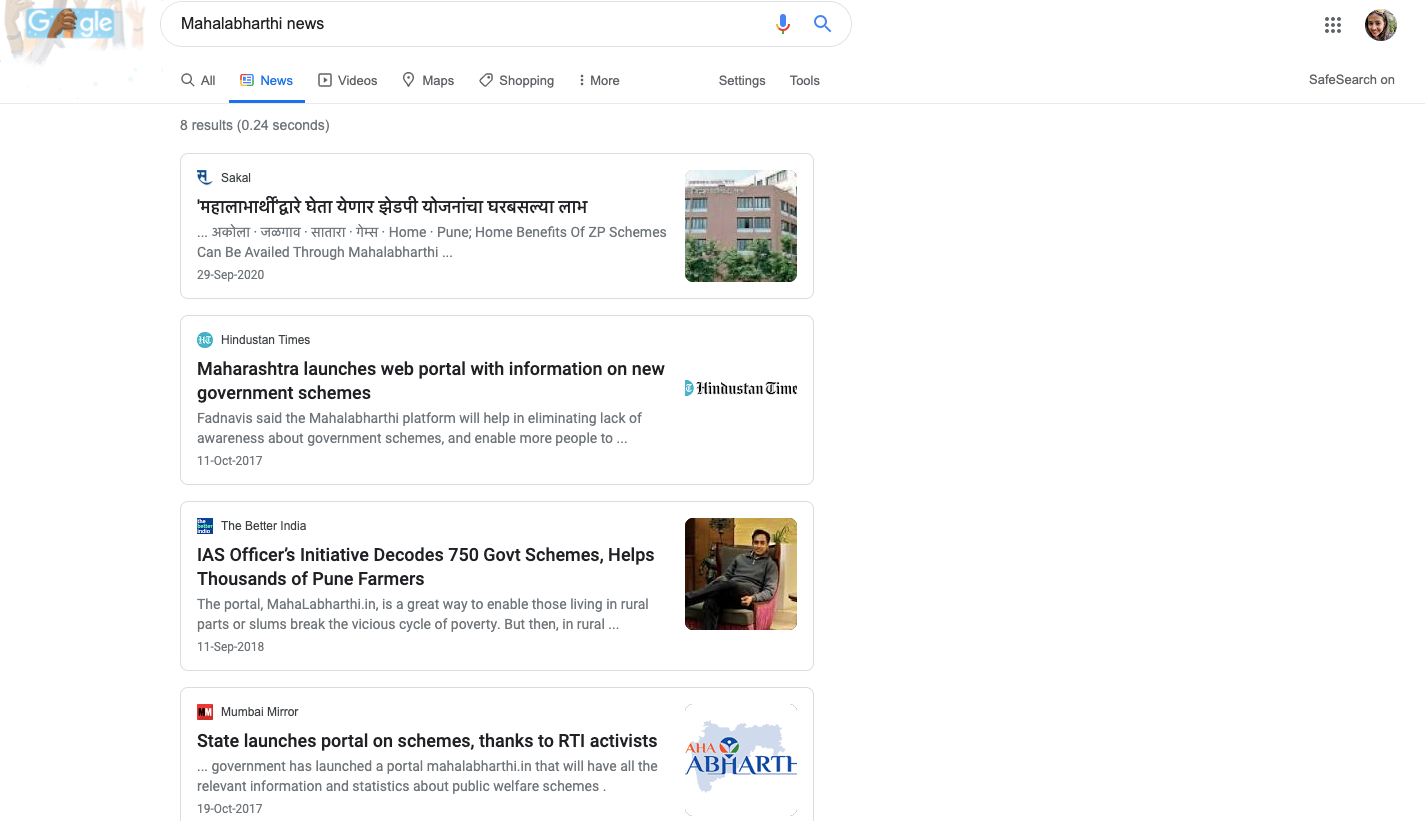 Google
Mahalabharthi news
All News Videos Maps Shopping More Settings Tools SafeSearch on
8 results (0.24 seconds)
Sakal
'महालाभार्थी'द्वारे घेता येणार झेडपी योजनांचा घरबसल्या लाभ
... अकोला · जळगाव · सातारा · गेम्स · Home · Pune; Home Benefits Of ZP Schemes
Can Be Availed Through Mahalabharthi ...
29-Sep-2020
HT Hindustan Times
Maharashtra launches web portal with information on new
government schemes
Hindustan Time
Fadnavis said the Mahalabharthi platform will help in eliminating lack of
awareness about government schemes, and enable more people to ...
11-Oct-2017
the better india The Better India
IAS Officer's Initiative Decodes 750 Govt Schemes, Helps
Thousands of Pune Farmers
The portal, MahaLabharthi.in, is a great way to enable those living in rural
parts or slums break the vicious cycle of poverty. But then, in rural ...
11-Sep-2018
MM Mumbai Mirror
State launches portal on schemes, thanks to RTI activists
AHA
ABHARTH
... government has launched a portal mahalabharthi.in that will have all the
relevant information and statistics about public welfare schemes .
19-Oct-2017